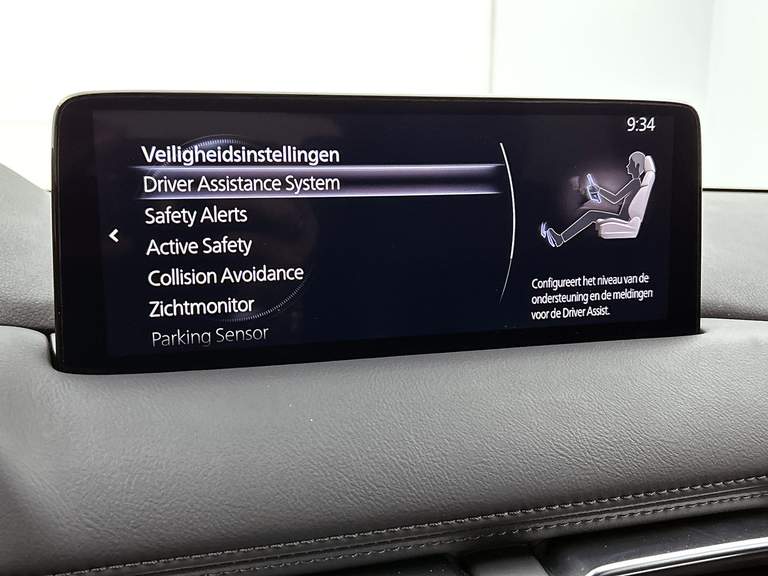 9:34
Veiligheidsinstellingen
Driver Assistance System
Safety Alerts
Active Safety
Collision Avoidance
Zichtmonitor
Parking Sensor
Configureert het niveau van de
ondersteuning en de meldingen
voor de Driver Assist.